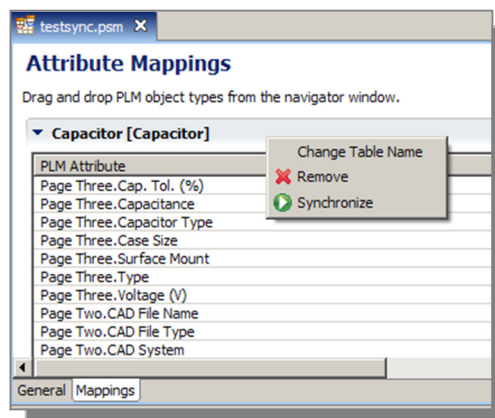 testsync.psm
Attribute Mappings
Drag and drop PLM object types from the navigator window.
Capacitor [Capacitor]
Change Table Name
Remove
Synchronize
PLM Attribute
Page Three.Cap. Tol. (%)
Page Three.Capacitance
Page Three.Capacitor Type
Page Three.Case Size
Page Three.Surface Mount
Page Three.Type
Page Three.Voltage (V)
Page Two.CAD File Name
Page Two.CAD File Type
Page Two.CAD System
General Mappings